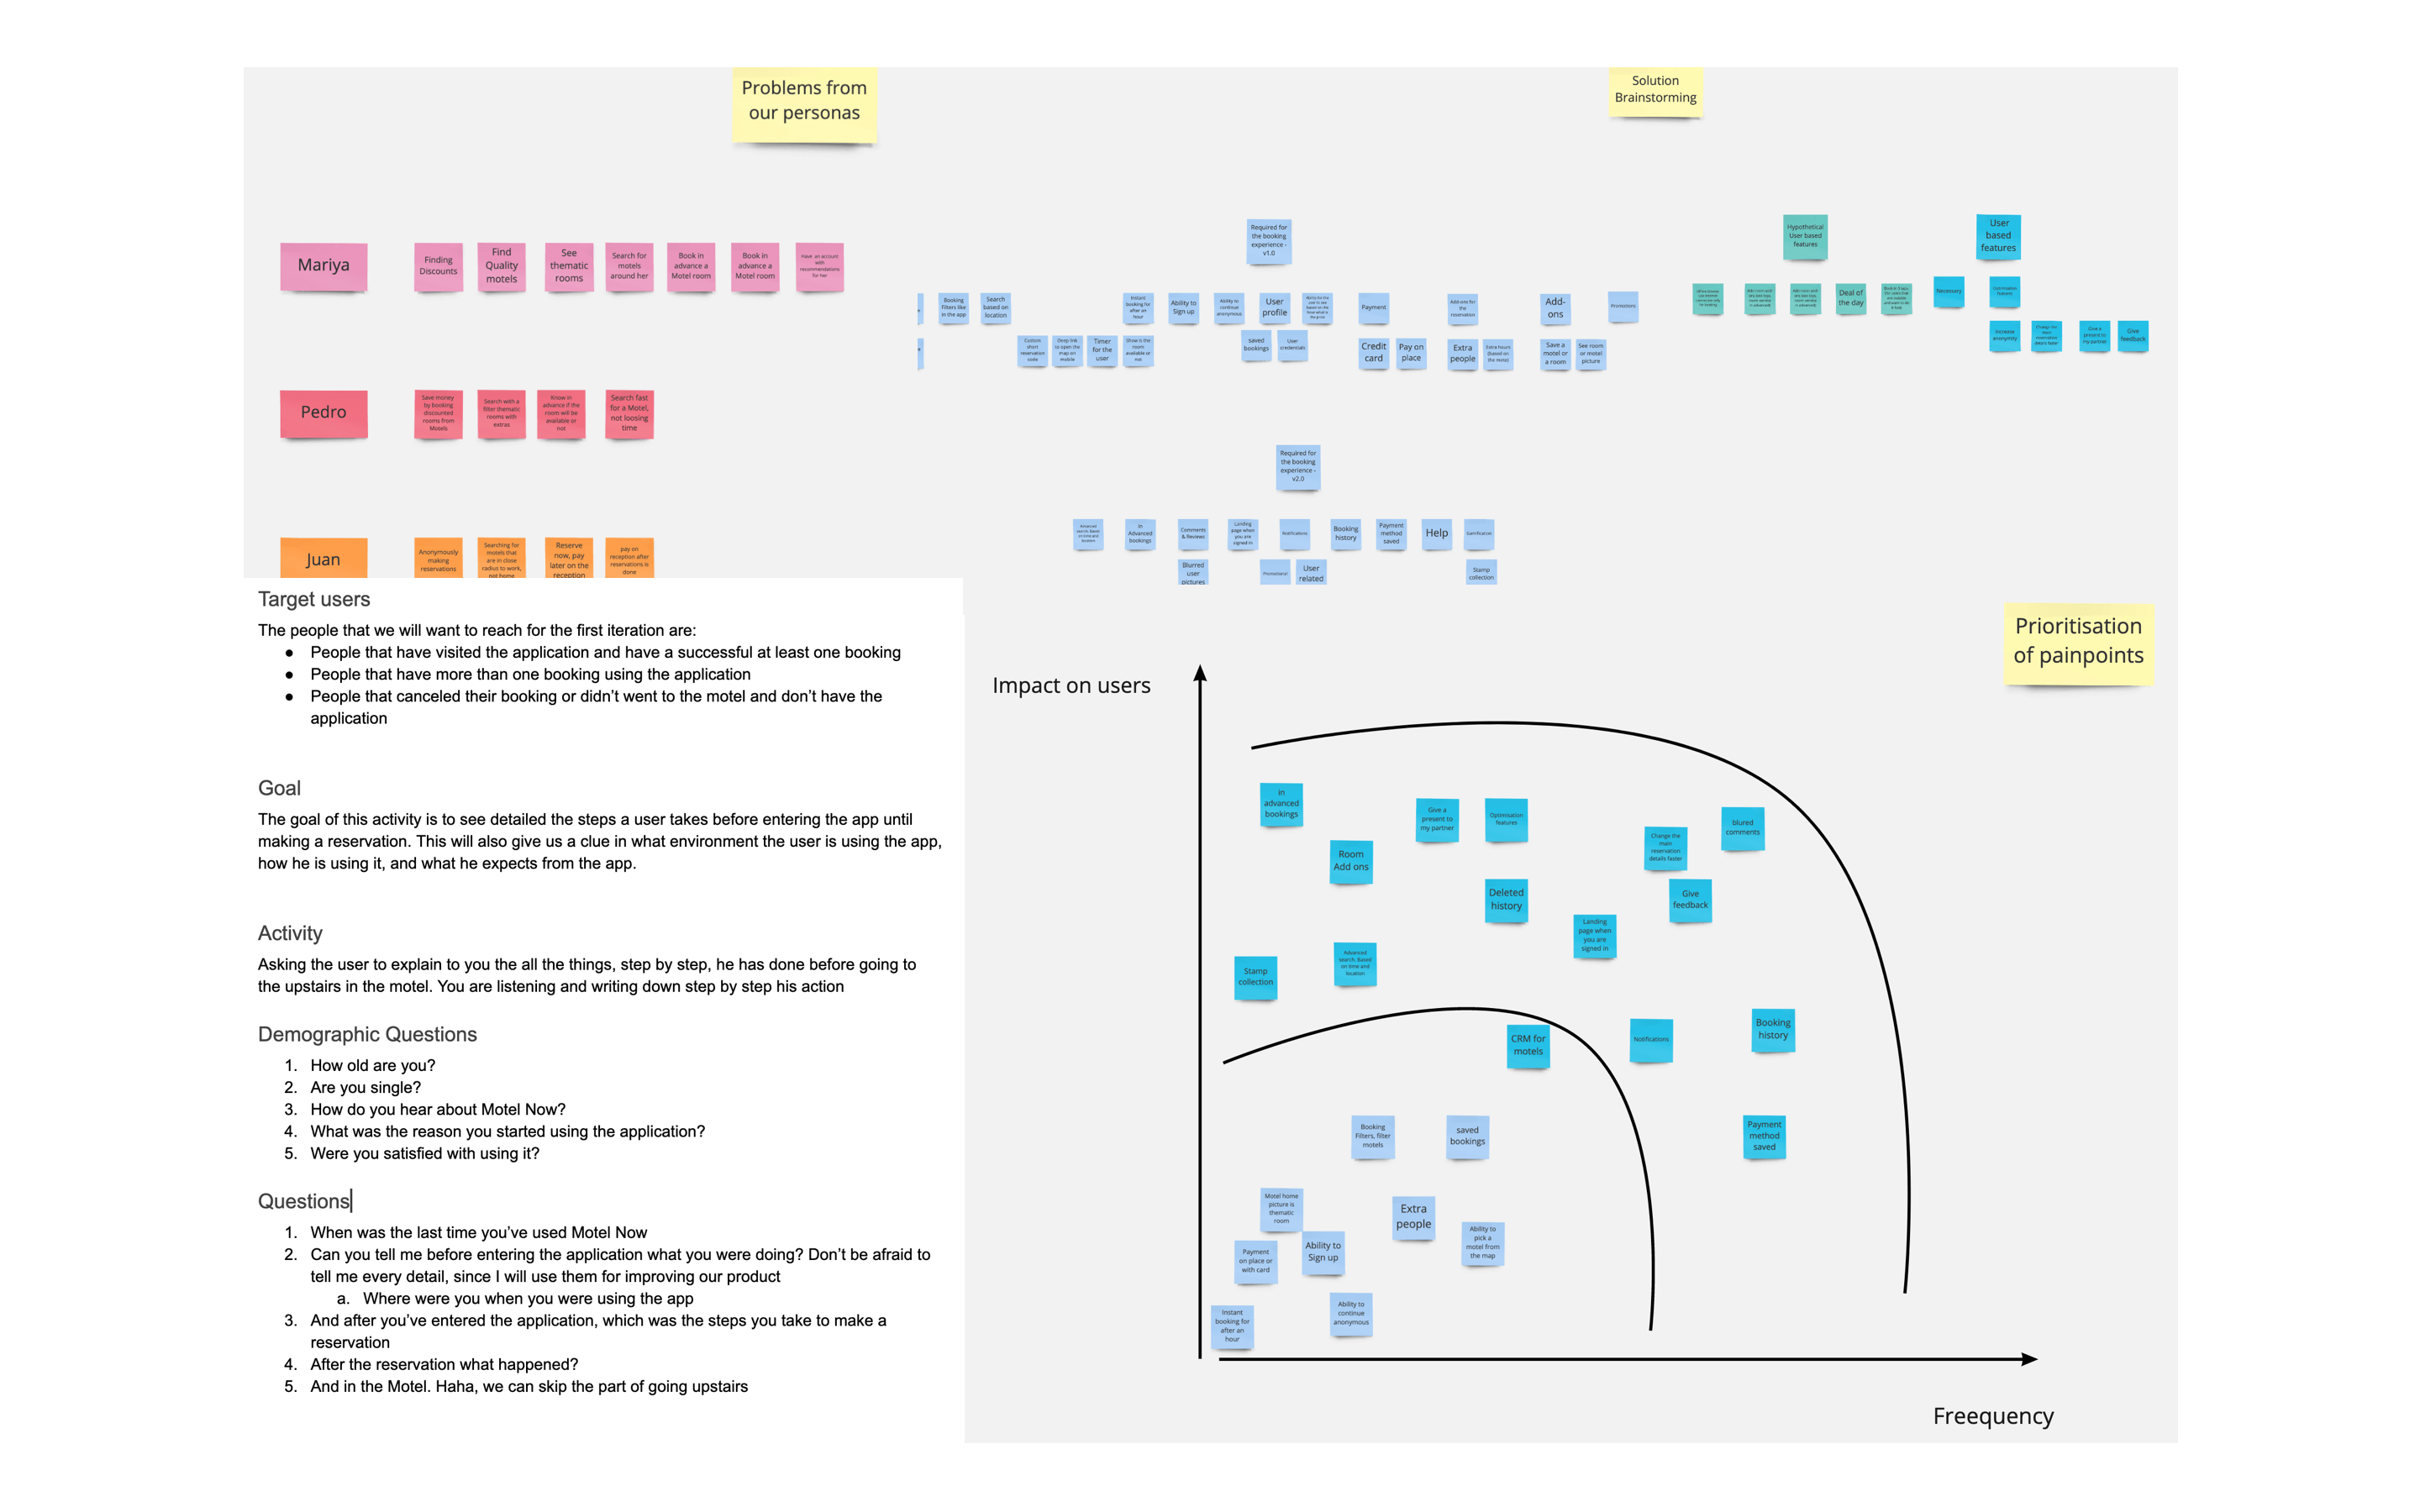 Problems from
our personas
Mariya
Finding
Discounts
Find
Quality
motels
See
thematic
rooms
Search for
motels
around her
Book in
advance a
Motel room
Book in
advance a
Motel room
Have an account
with
recommendations
for her
Pedro
Save money
by booking
discounted
rooms from
Motels
Search with a
filter thematic
rooms with
extras
Know in
advance if the
room will be
available or
not
Search fast
for a Motel,
not loosing
time
Juan
Anonymously
making
reservations
Searching for
motels that
are in close
radius to work,
not home
Reserve
now, pay
later on the
reception
pay on
reception after
reservations is
done
Solution
Brainstorming
Required for
the booking
experience -
v1.0
Booking
Filters like
in the app
Search
based on
location
Instant
booking for
after an
hour
Ability to
Sign up
Ability to
continue
anonymous
User
profile
Payment
Add-ons for
the
reservation
Add-
ons
Promotions
Custom
short
reservation
code
Deep link
to open the
map on
mobile
Timer
for the
user
Show is the
room
available or
not
saved
bookings
User
credentials
Credit
card
Pay on
place
Extra
people
Extra hours
(based on
the motel)
Save a
motel or
a room
See room
or motel
picture
Hypothetical
User based
features
Deal of
the day
User
based
features
Necessary
Optimisation
features
Increase
anonymity
Change the
main
reservation
details faster
Give a
present to
my partner
Give
feedback
Required for
the booking
experience -
v2.0
Advanced
search. Based
on time and
location
In
Advanced
bookings
Comments
& Reviews
Landing
page when
you are
signed in
Notifications
Booking
history
Payment
method
saved
Help
Gamification
Blurred
user
pictures
Promotional
User
related
Stamp
collection
Target users
The people that we will want to reach for the first iteration are:
● People that have visited the application and have a successful at least one booking
● People that have more than one booking using the application
● People that canceled their booking or didn’t went to the motel and don’t have the
application
Goal
The goal of this activity is to see detailed the steps a user takes before entering the app until
making a reservation. This will also give us a clue in what environment the user is using the app,
how he is using it, and what he expects from the app.
Activity
Asking the user to explain to you the all the things, step by step, he has done before going to
the upstairs in the motel. You are listening and writing down step by step his action
Demographic Questions
1. How old are you?
2. Are you single?
3. How do you hear about Motel Now?
4. What was the reason you started using the application?
5. Were you satisfied with using it?
Questions
1. When was the last time you’ve used Motel Now
2. Can you tell me before entering the application what you were doing? Don’t be afraid to
tell me every detail, since I will use them for improving our product
a. Where were you when you were using the app
3. And after you’ve entered the application, which was the steps you take to make a
reservation
4. After the reservation what happened?
5. And in the Motel. Haha, we can skip the part of going upstairs
Prioritisation
of painpoints
Impact on users
in
advanced
bookings
Room
Add ons
Give a
present to
my partner
Optimisation
features
Change the
main
reservation
details faster
blured
comments
Deleted
history
Give
feedback
Landing
page when
you are
signed in
Stamp
collection
Advanced
search. Based
on time and
location
CRM for
motels
Notifications
Booking
history
Payment
method
saved
Booking
Filters, filter
motels
saved
bookings
Motel home
picture is
thematic
room
Extra
people
Ability to
pick a
motel from
the map
Payment
on place or
with card
Ability to
Sign up
Instant
booking for
after an
hour
Ability to
continue
anonymous
Freequency